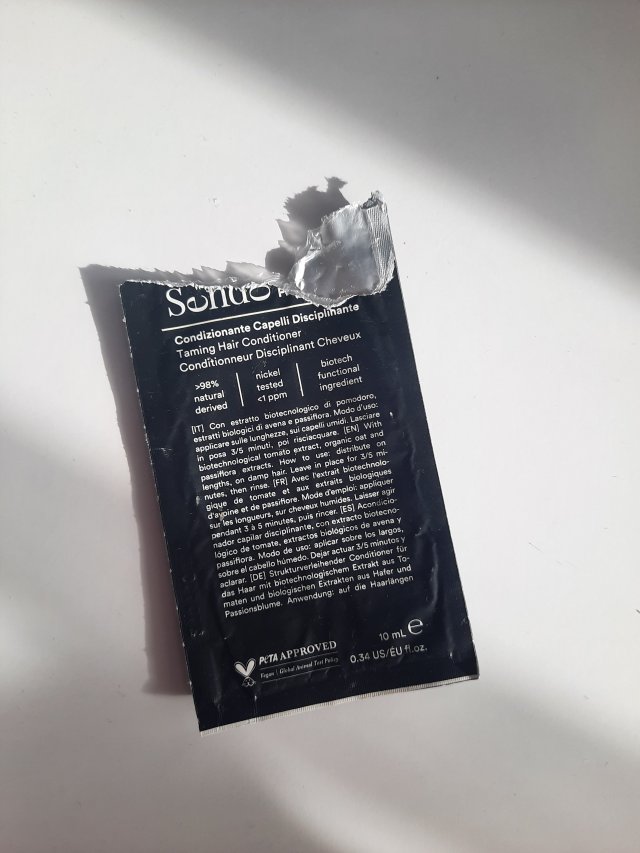 Condizionante Capelli Disciplinante
Taming Hair Conditioner
Conditionneur Disciplinant Cheveux
>98%
natural
derived
nickel
tested
<1 ppm
biotech
functional
ingredient
[IT] Con estratto biotecnologico di pomodoro,
estratti biologici di avena e passiflora. Modo d'uso:
applicare sulle lunghezze, sui capelli umidi. Lasciare
in posa 3/5 minuti, poi risciacquare. [EN] With
biotechnological tomato extract, organic oat and
passiflora extracts. How to use: distribute on
lengths, on damp hair. Leave in place for 3/5 mi-
nutes, then rinse. [FR] Avec l'extrait biotechnolo-
gique de tomate et aux extraits biologiques
d'avoine et de passiflore. Mode d'emploi: appliquer
sur les longueurs, sur cheveux humides. Laisser agir
pendant 3 à 5 minutes, puis rincer. [ES] Acondicio-
nador capilar disciplinante, con extracto biotecno-
lógico de tomate, extractos biológicos de avena y
passiflora. Modo de uso: aplicar sobre los largos,
sobre el cabello húmedo. Dejar actuar 3/5 minutos y
aclarar. [DE] Strukturverleihender Conditioner für
das Haar mit biotechnologischem Extrakt aus To-
maten und biologischen Extrakten aus Hafer und
Passionsblume. Anwendung: auf die Haarlängen
PETA APPROVED
Vegan | Global Animal Test Policy
10 mL e
0.34 US/EU fl.oz.